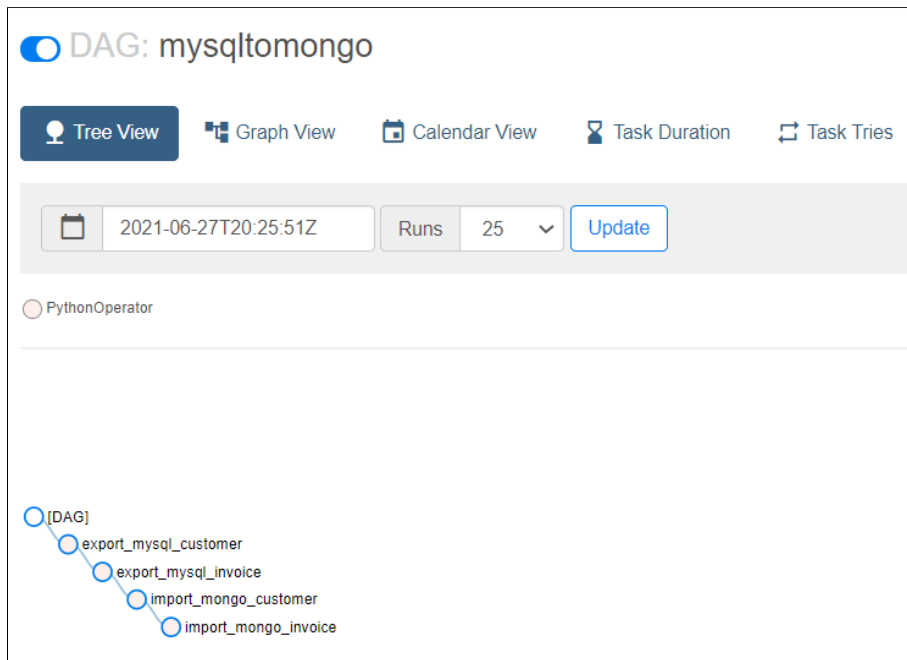 DAG: mysqltomongo
Tree View Graph View Calendar View Task Duration Task Tries
2021-06-27T20:25:51Z Runs 25 Update
PythonOperator
[DAG]
export_mysql_customer
export_mysql_invoice
import_mongo_customer
import_mongo_invoice